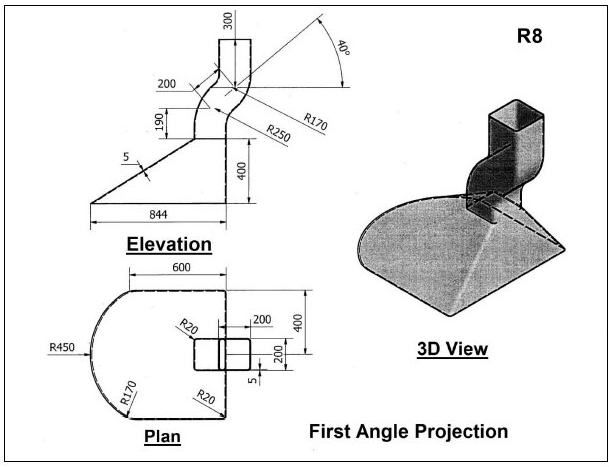 R8
300
40°
200
R170
R250
190
5
400
844
Elevation
600
R20
200
400
R450
200
5
R170
R20
Plan
3D View
First Angle Projection